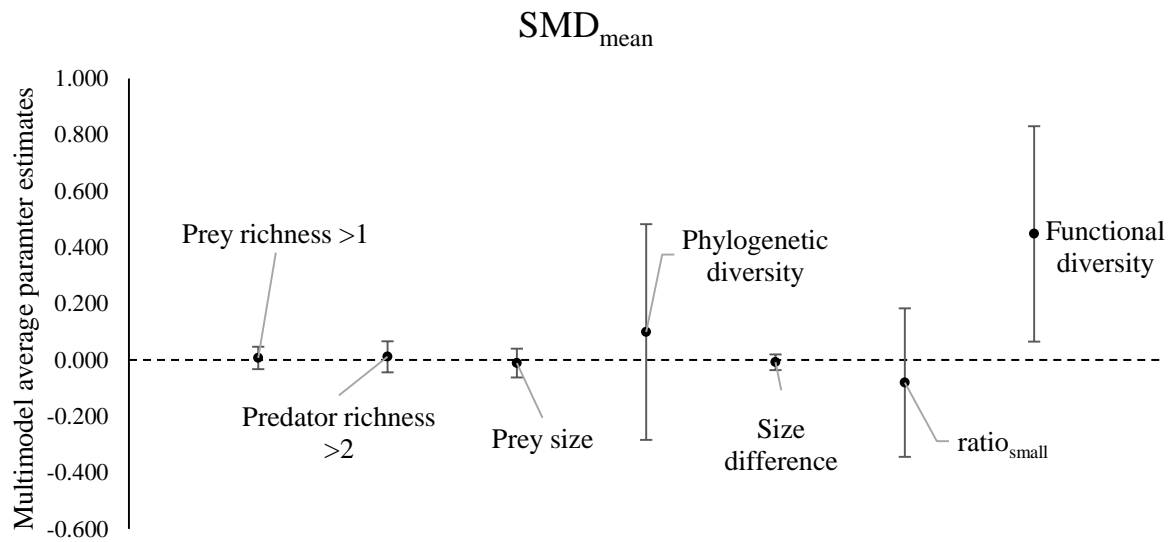 SMDmean
Multimodel average paramter estimates
1.000
0.800
0.600
0.400
0.200
0.000
-0.200
-0.400
-0.600
Prey richness >1
Predator richness
>2
Prey size
Phylogenetic
diversity
Size
difference
ratiosmall
Functional
diversity